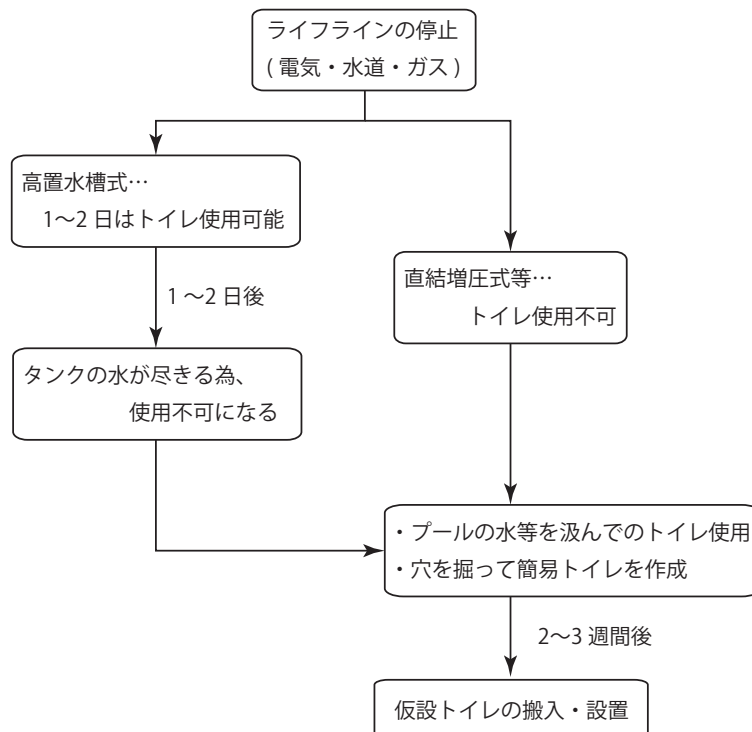 ライフラインの停止
( 電気・水道・ガス )
高置水槽式…
1〜2 日はトイレ使用可能
直結増圧式等…
トイレ使用不可
1 〜2 日後
タンクの水が尽きる為、
使用不可になる
・プールの水等を汲んでのトイレ使用
・穴を掘って簡易トイレを作成
2〜3 週間後
仮設トイレの搬入・設置